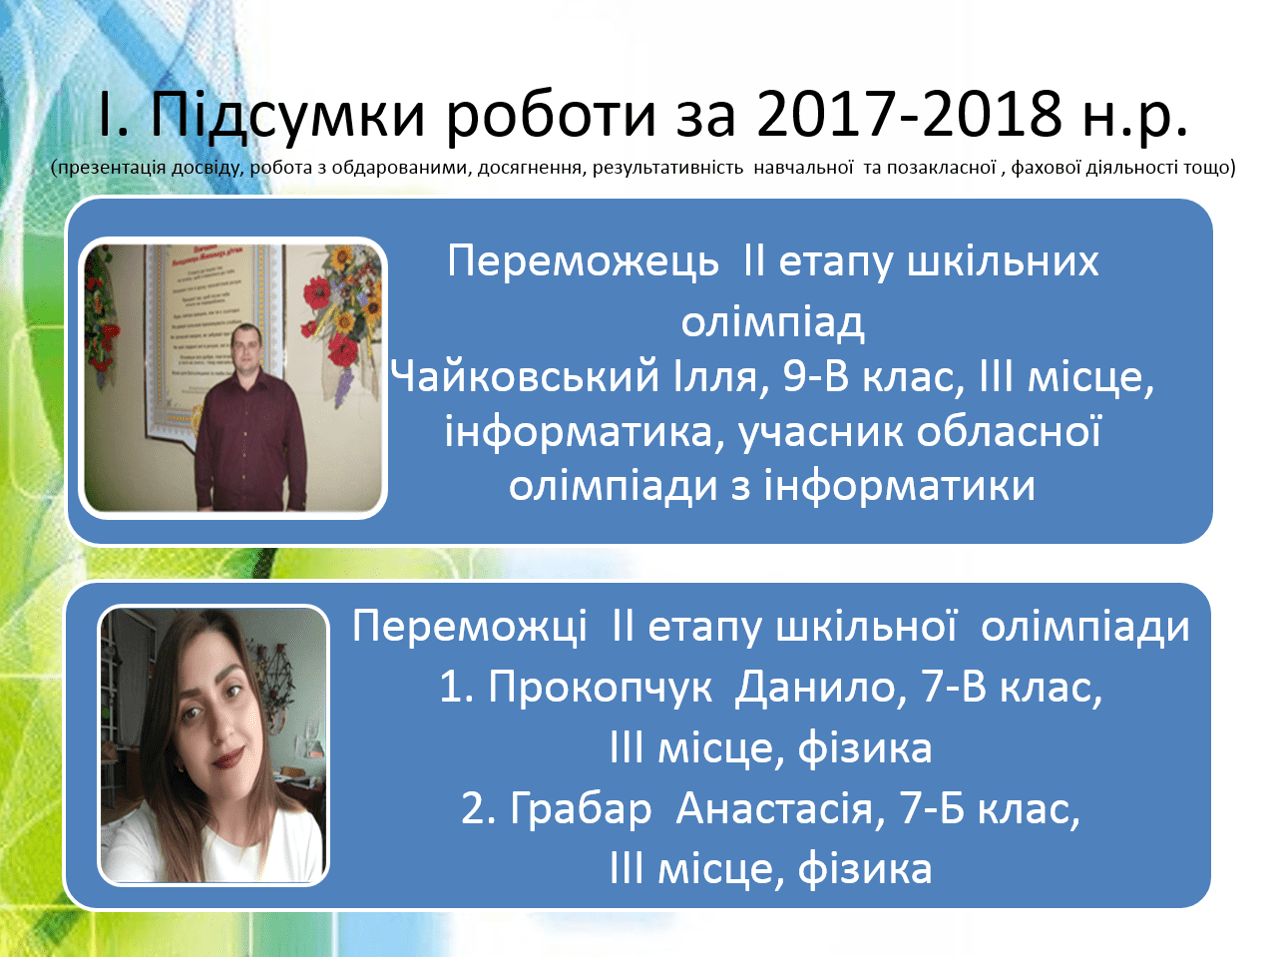 І. Підсумки роботи за 2017-2018 н.р.
(презентація досвіду, робота з обдарованими, досягнення, результативність навчальної та позакласної , фахової діяльності тощо)
Переможець ІІ етапу шкільних
олімпіад
Чайковський Ілля, 9-В клас, ІІІ місце,
інформатика, учасник обласної
олімпіади з інформатики
Переможці ІІ етапу шкільної олімпіади
1. Прокопчук Данило, 7-В клас,
ІІІ місце, фізика
2. Грабар Анастасія, 7-Б клас,
ІІІ місце, фізика